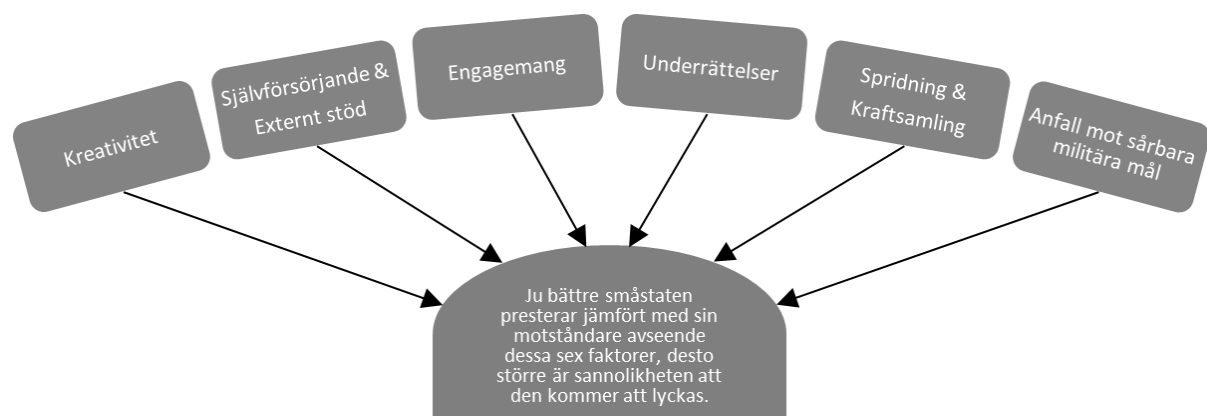 Kreativitet
Självförsörjande &
Externt stöd
Engagemang
Underrättelser
Spridning &
Kraftsamling
Anfall mot sårbara
militära mål
Ju bättre småstaten
presterar jämfört med sin
motståndare avseende
dessa sex faktorer, desto
större är sannolikheten att
den kommer att lyckas.